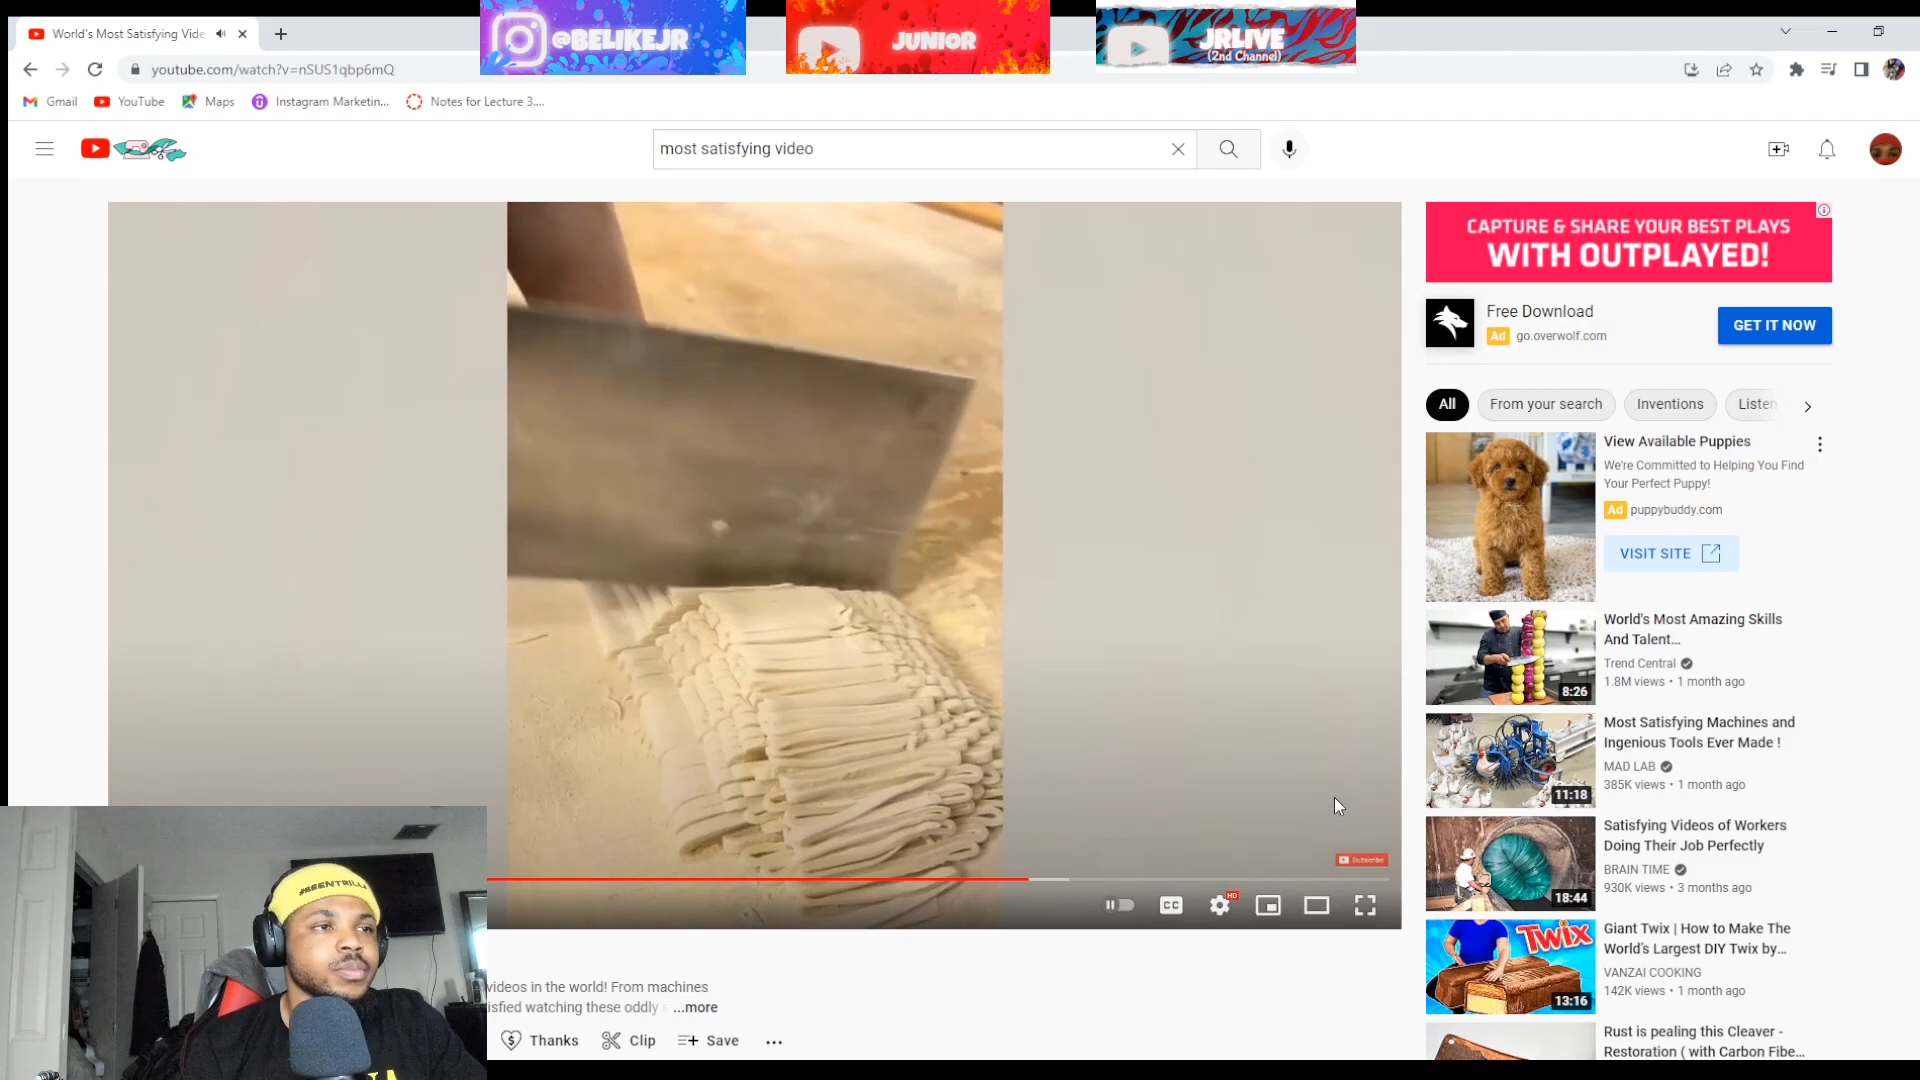 World's Most Satisfying Vide
@BELIKEJR
JUNIOR
JRLIVE
(2nd Channel)
youtube.com/watch?v=nSUS1qbp6mQ
Gmail
YouTube
Maps
Instagram Marketin...
Notes for Lecture 3....
most satisfying video
CAPTURE & SHARE YOUR BEST PLAYS
WITH OUTPLAYED!
Free Download
Ad go.overwolf.com
GET IT NOW
All
From your search
Inventions
Listen
View Available Puppies
We're Committed to Helping You Find
Your Perfect Puppy!
Ad puppybuddy.com
VISIT SITE
World's Most Amazing Skills
And Talent...
Trend Central
1.8M views • 1 month ago
8:26
Most Satisfying Machines and
Ingenious Tools Ever Made !
MAD LAB
385K views • 1 month ago
11:18
Satisfying Videos of Workers
Doing Their Job Perfectly
BRAIN TIME
930K views • 3 months ago
18:44
Giant Twix | How to Make The
World's Largest DIY Twix by...
VANZAI COOKING
142K views • 1 month ago
TWIX
13:16
Rust is pealing this Cleaver -
Restoration ( with Carbon Fibe...
Subscribe
CC
HD
#BEENTRILL
videos in the world! From machines
isfied watching these oddly s ...more
Thanks
Clip
Save